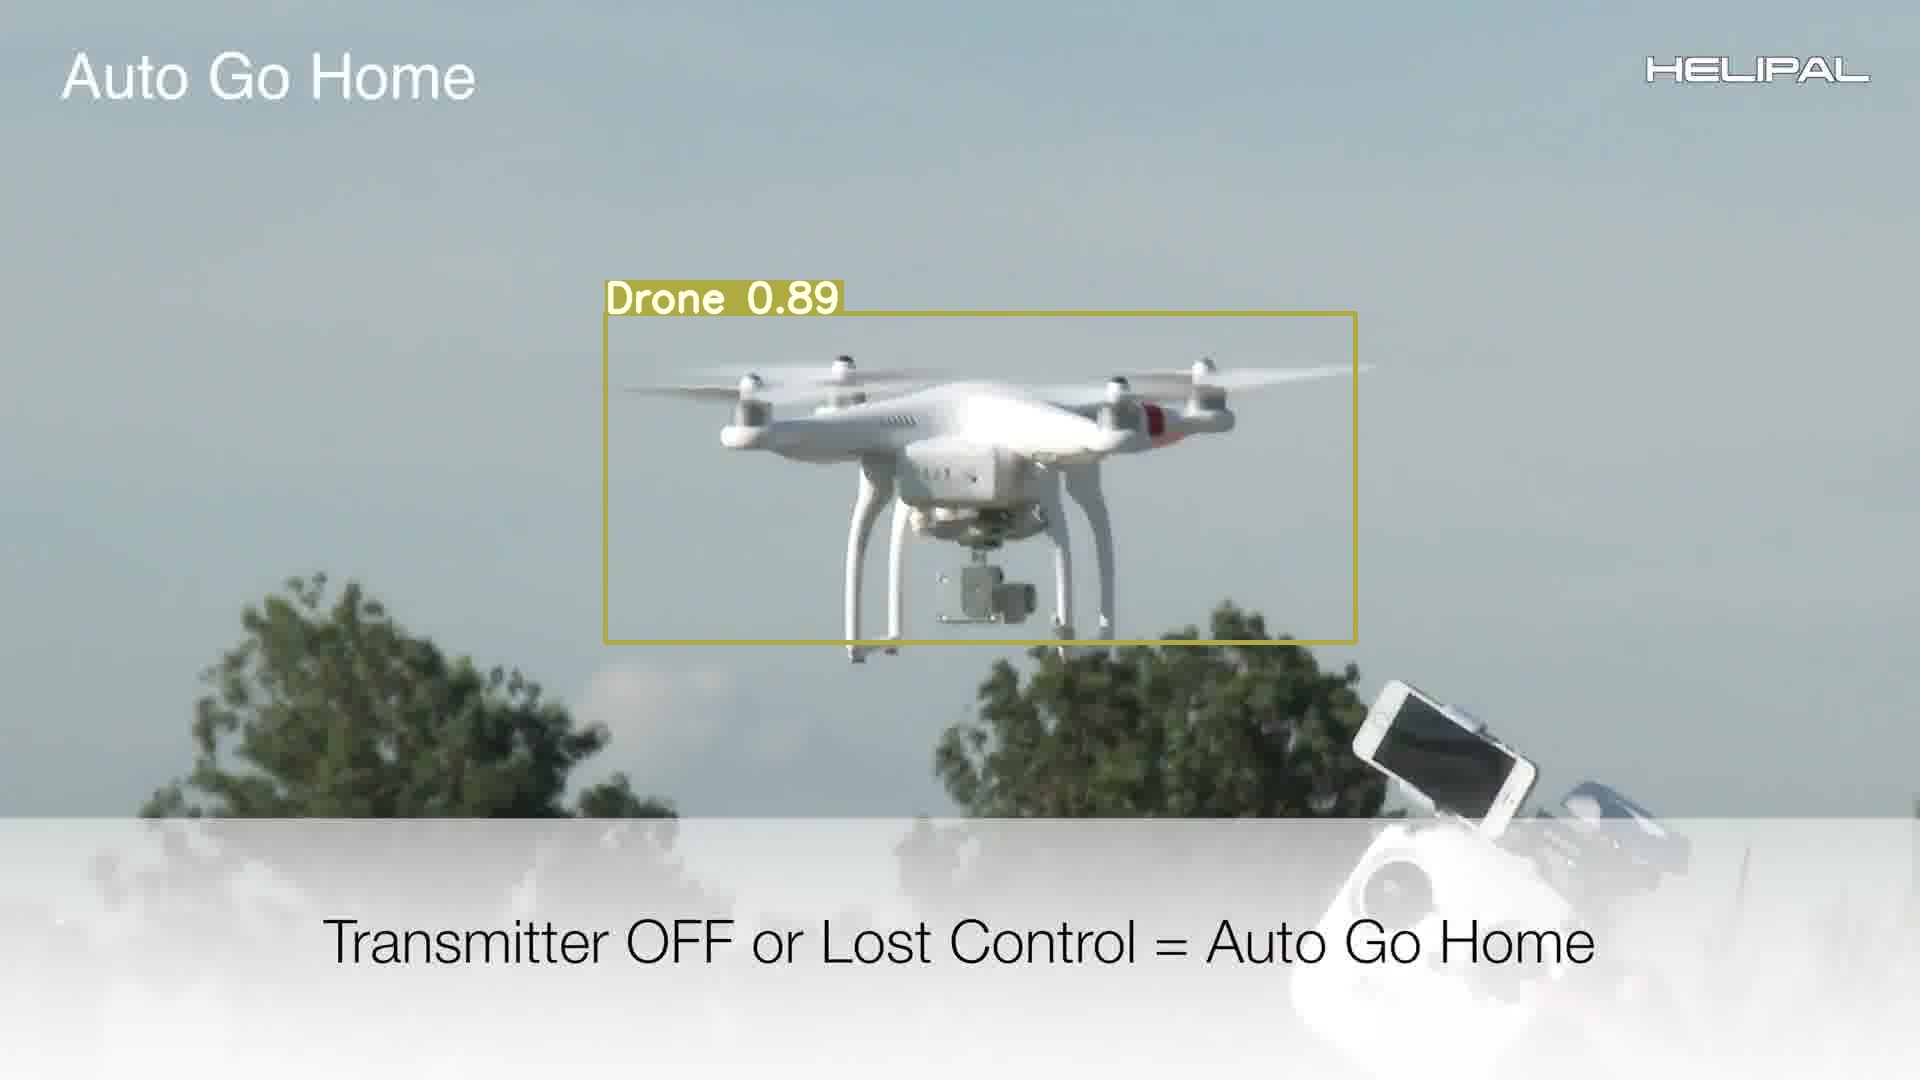 Auto Go Home
HELIPAL
Drone 0.89
Transmitter OFF or Lost Control = Auto Go Home